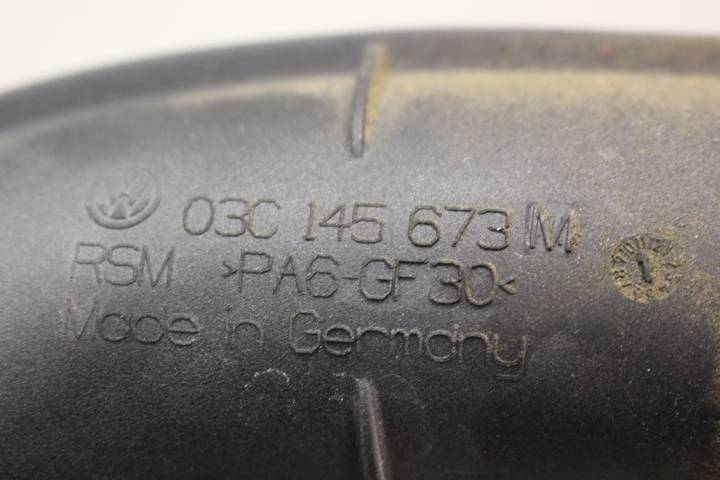 03C 145 673 M
RSM >PA6-GF30<
Made in Germany